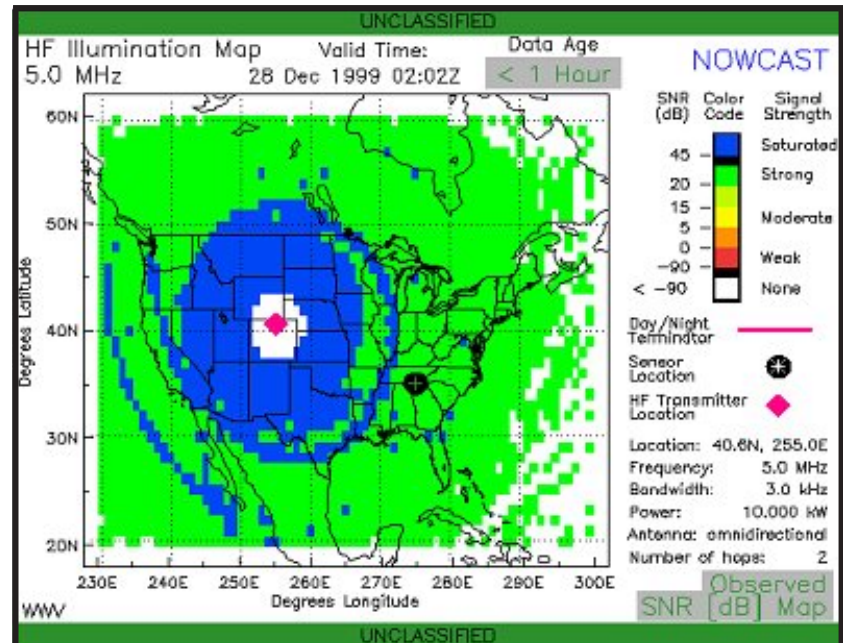 UNCLASSIFIED
HF Illumination Map
5.0 MHz
Valid Time:
28 Dec 1999 02:02Z
Data Age
< 1 Hour
NOWCAST
SNR (dB)
Color Code
Signal Strength
45
20
15
5
0
-90
< -90
Saturated
Strong
Moderate
Weak
None
Day/Night
Terminator
Sensor
Location
HF Transmitter
Location
Location: 40.6N, 255.0E
Frequency: 5.0 MHz
Bandwidth: 3.0 kHz
Power: 10.000 kW
Antenna: omnidirectional
Number of hops: 2
Observed
SNR [dB] Map
60N
50N
40N
30N
20N
Degrees Latitude
230E 240E 250E 260E 270E 280E 290E 300E
Degrees Longitude
WWV
UNCLASSIFIED